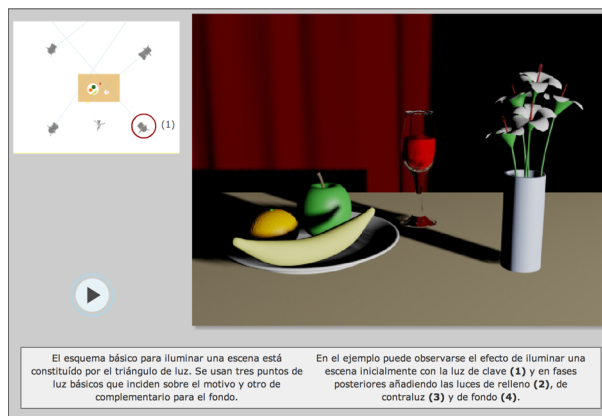 (1)
El esquema básico para iluminar una escena está
constituido por el triángulo de luz. Se usan tres puntos de
luz básicos que inciden sobre el motivo y otro de
complementario para el fondo.
En el ejemplo puede observarse el efecto de iluminar una
escena inicialmente con la luz de clave (1) y en fases
posteriores añadiendo las luces de relleno (2), de
contraluz (3) y de fondo (4).